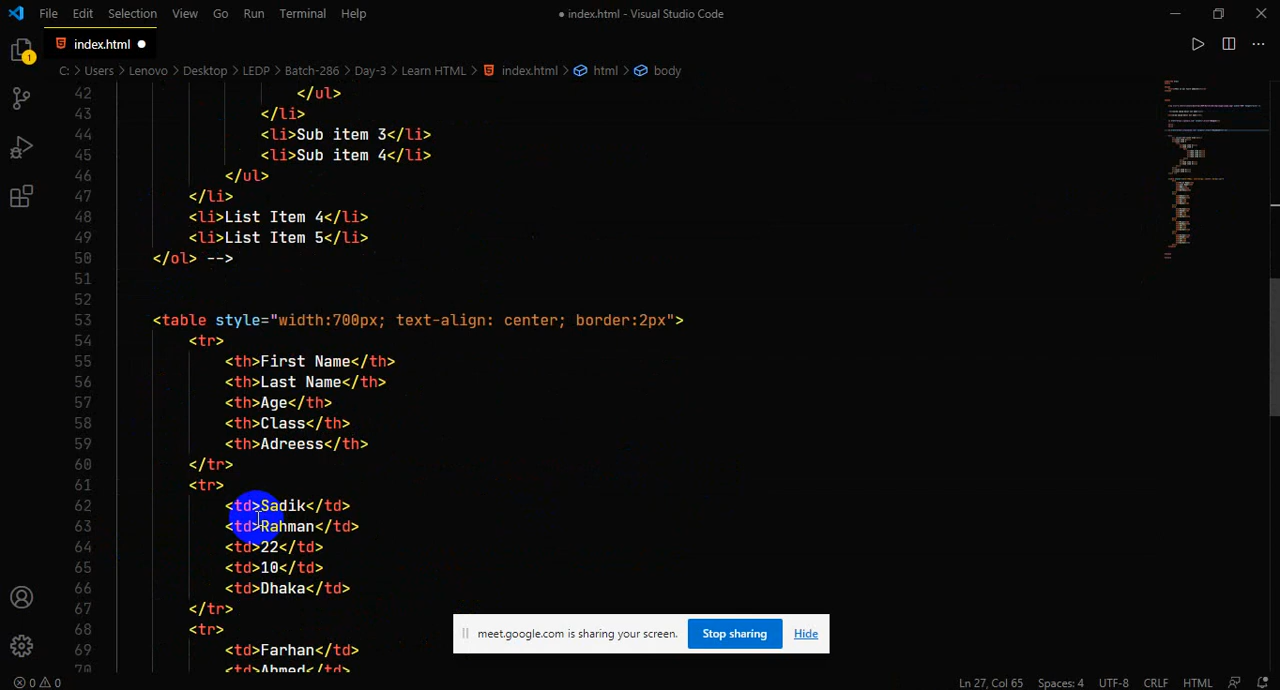 File Edit Selection View Go Run Terminal Help ● index.html - Visual Studio Code
index.html ●
1
C: > Users > Lenovo > Desktop > LEDP > Batch-286 > Day-3 > Learn HTML > index.html > html > body
42 </ul>
43 </li>
44 <li>Sub item 3</li>
45 <li>Sub item 4</li>
46 </ul>
47 </li>
48 <li>List Item 4</li>
49 <li>List Item 5</li>
50 </ol> -->
51
52
53 <table style="width:700px; text-align: center; border:2px">
54 <tr>
55 <th>First Name</th>
56 <th>Last Name</th>
57 <th>Age</th>
58 <th>Class</th>
59 <th>Adreess</th>
60 </tr>
61 <tr>
62 <td>Sadik</td>
63 <td>Rahman</td>
64 <td>22</td>
65 <td>10</td>
66 <td>Dhaka</td>
67 </tr>
68 <tr>
69 <td>Farhan</td>
70 <td>Ahmed</td>
meet.google.com is sharing your screen. Stop sharing Hide
0 0 Ln 27, Col 65 Spaces: 4 UTF-8 CRLF HTML